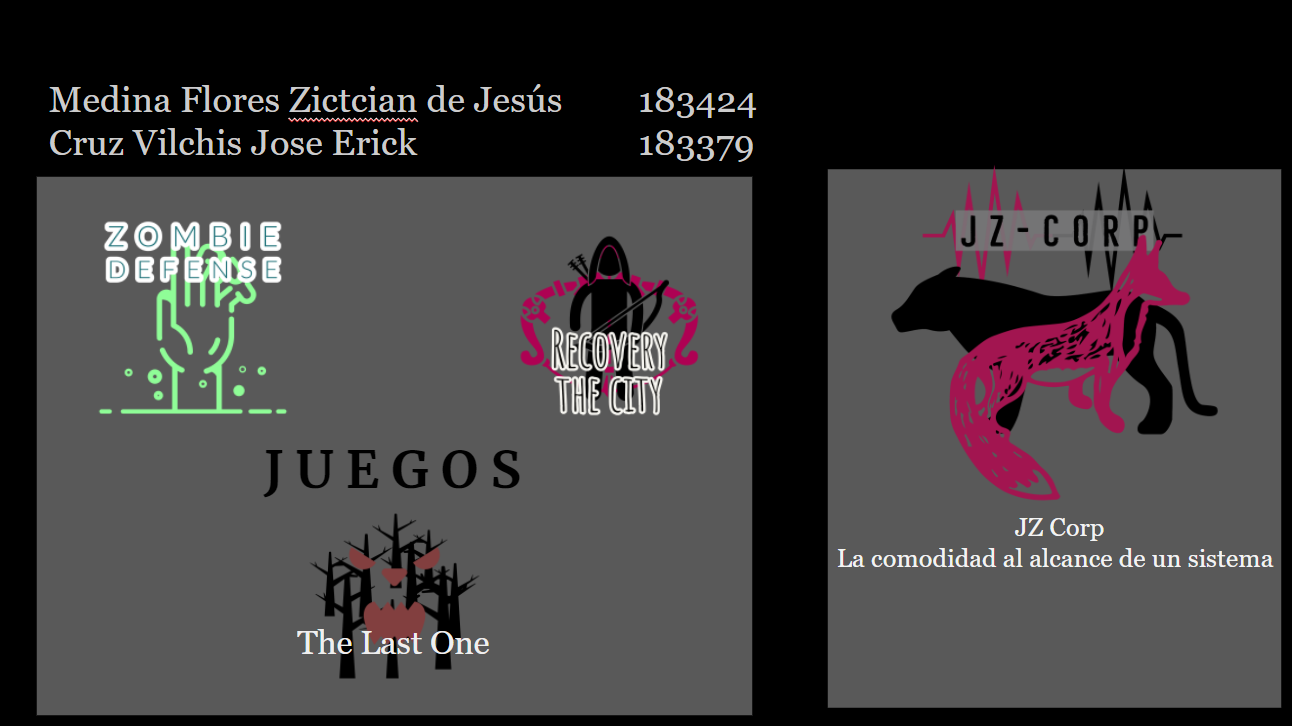 Medina Flores Zictcian de Jesús 183424
Cruz Vilchis Jose Erick 183379
ZOMBIE
DEFENSE
RECOVERY
THE CITY
JUEGOS
The Last One
JZ-CORP
JZ Corp
La comodidad al alcance de un sistema